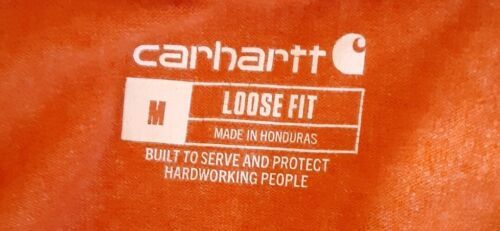 carhartt
M
LOOSE FIT
MADE IN HONDURAS
BUILT TO SERVE AND PROTECT
HARDWORKING PEOPLE